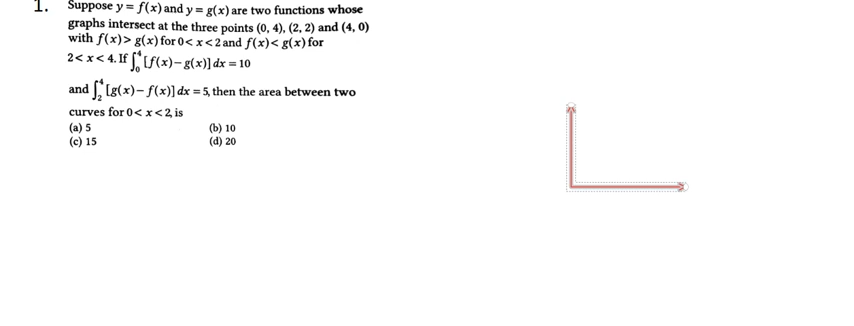 1. Suppose y = f(x) and y = g(x) are two functions whose
graphs intersect at the three points (0, 4), (2, 2) and (4, 0)
with f(x) > g(x) for 0 < x < 2 and f(x) < g(x) for
2 < x < 4. If ∫₀⁴ [f(x) − g(x)] dx = 10
and ∫₂⁴ [g(x) − f(x)] dx = 5, then the area between two
curves for 0 < x < 2, is
(a) 5 (b) 10
(c) 15 (d) 20